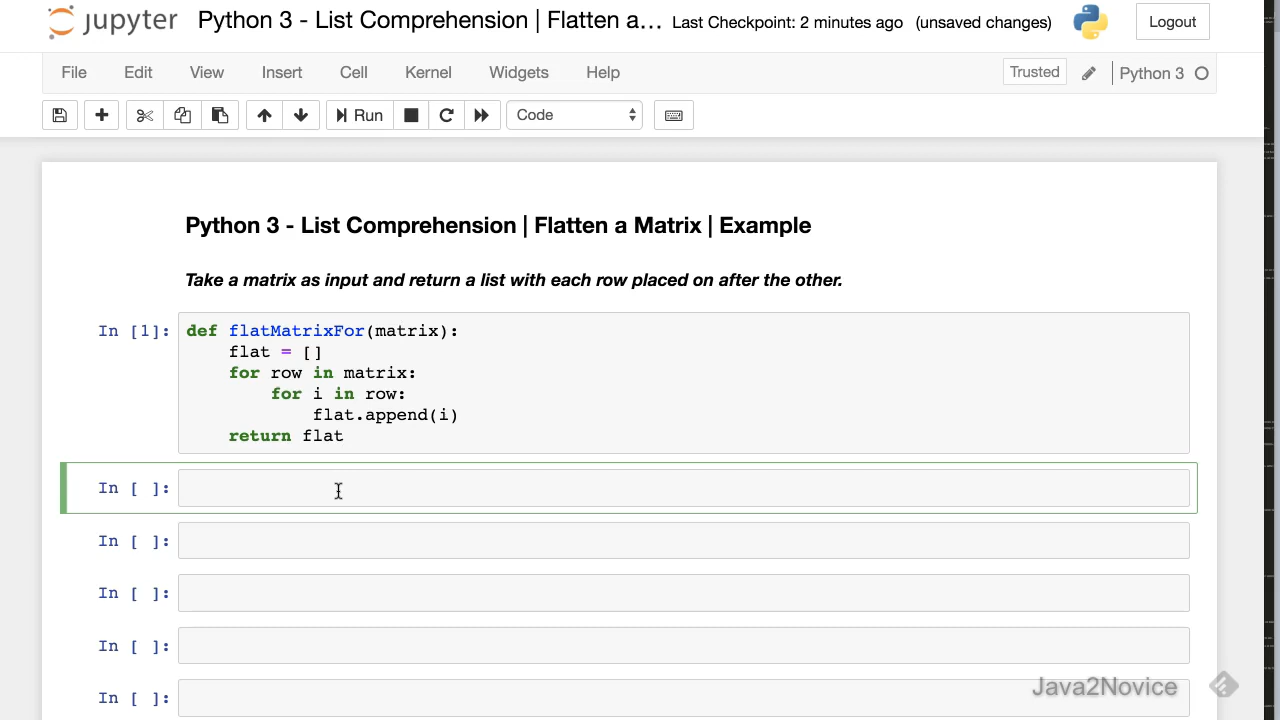 jupyter Python 3 - List Comprehension | Flatten a... Last Checkpoint: 2 minutes ago (unsaved changes) Logout
File Edit View Insert Cell Kernel Widgets Help Trusted Python 3
Run Code
Python 3 - List Comprehension | Flatten a Matrix | Example
Take a matrix as input and return a list with each row placed on after the other.
In [1]: def flatMatrixFor(matrix):
flat = []
for row in matrix:
for i in row:
flat.append(i)
return flat
In [ ]:
In [ ]:
In [ ]:
In [ ]:
In [ ]:
Java2Novice